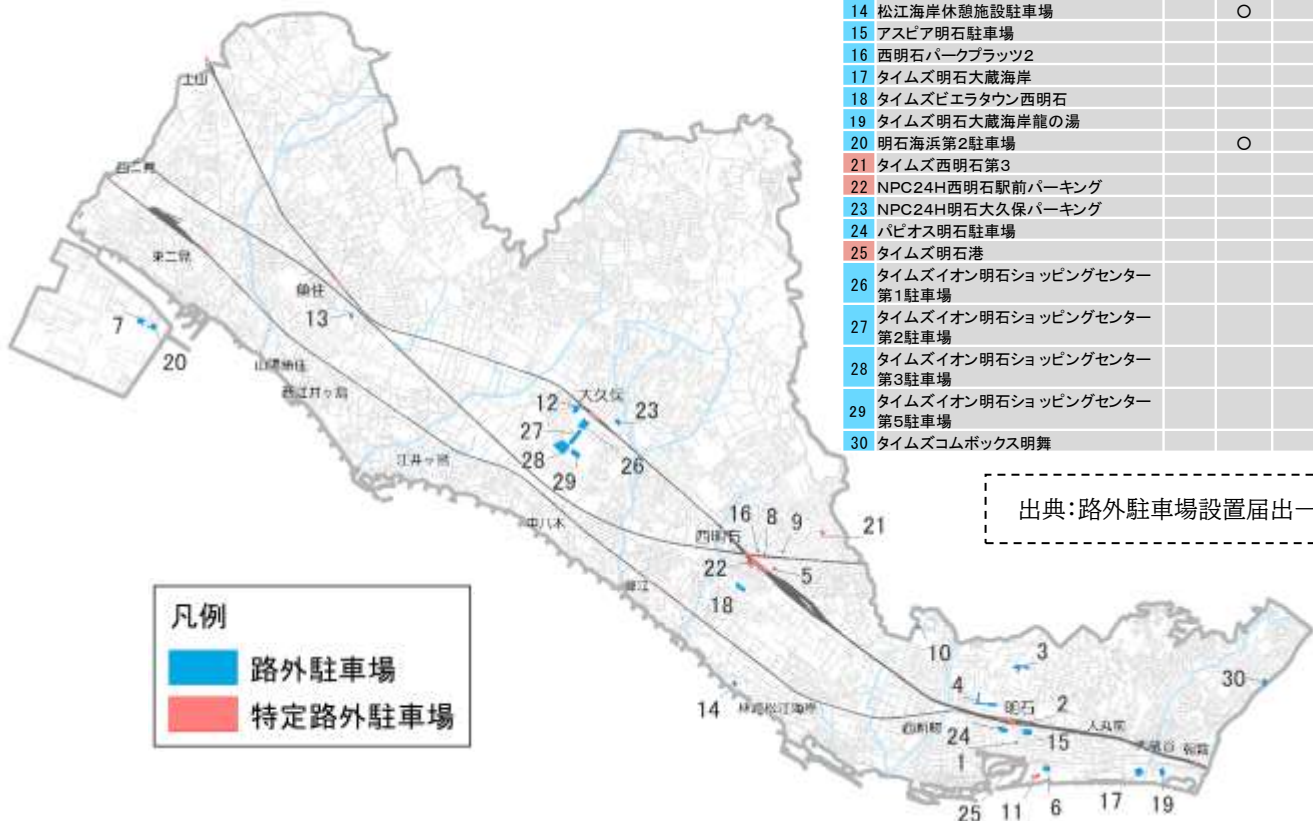 14 松江海岸休憩施設駐車場 ○
15 アスピア明石駐車場
16 西明石パークプラッツ2
17 タイムズ明石大蔵海岸
18 タイムズビエラタウン西明石
19 タイムズ明石大蔵海岸龍の湯
20 明石海浜第2駐車場 ○
21 タイムズ西明石第3
22 NPC24H西明石駅前パーキング
23 NPC24H明石大久保パーキング
24 パピオス明石駐車場
25 タイムズ明石港
26 タイムズイオン明石ショッピングセンター
第1駐車場
27 タイムズイオン明石ショッピングセンター
第2駐車場
28 タイムズイオン明石ショッピングセンター
第3駐車場
29 タイムズイオン明石ショッピングセンター
第5駐車場
30 タイムズコムボックス明舞
出典:路外駐車場設置届出一
土山
西二見
東二見
魚住
13
7
20
山陽魚住
西江井ヶ島
大久保
12
23
27
28
26
29
江井ヶ島
中八木
16
8
9
21
西明石
22
5
18
藤江
10
3
30
4
14
林崎松江海岸
明石
2
西新町
24
15
人丸前
大蔵谷
朝霧
1
25
11
6
17
19
凡例
路外駐車場
特定路外駐車場